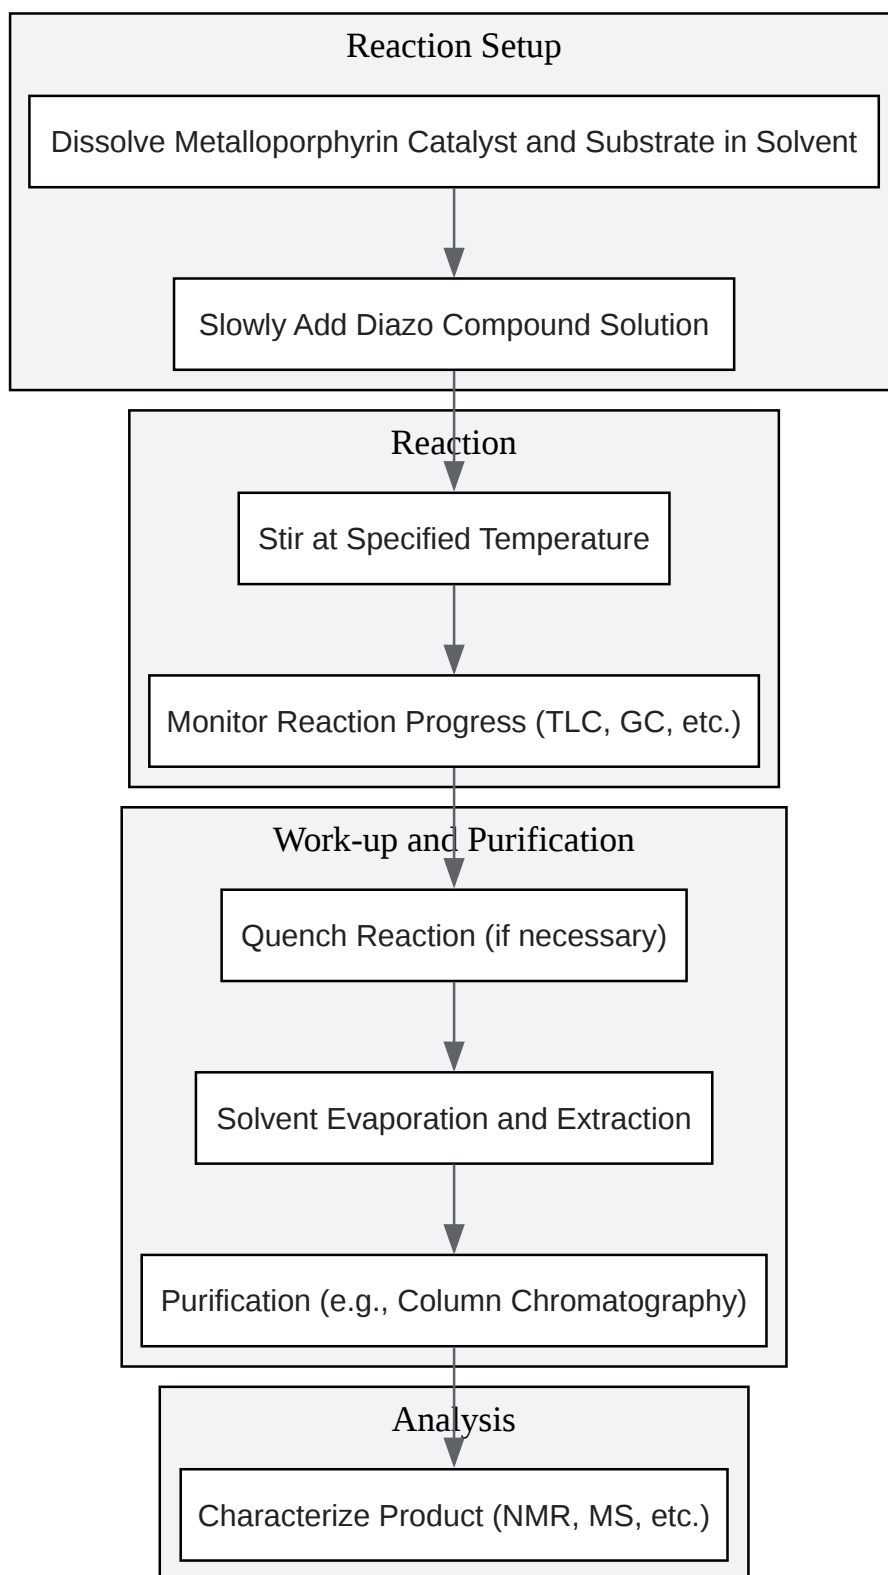 Reaction Setup
Dissolve Metalloporphyrin Catalyst and Substrate in Solvent
Slowly Add Diazo Compound Solution
Reaction
Stir at Specified Temperature
Monitor Reaction Progress (TLC, GC, etc.)
Work-up and Purification
Quench Reaction (if necessary)
Solvent Evaporation and Extraction
Purification (e.g., Column Chromatography)
Analysis
Characterize Product (NMR, MS, etc.)